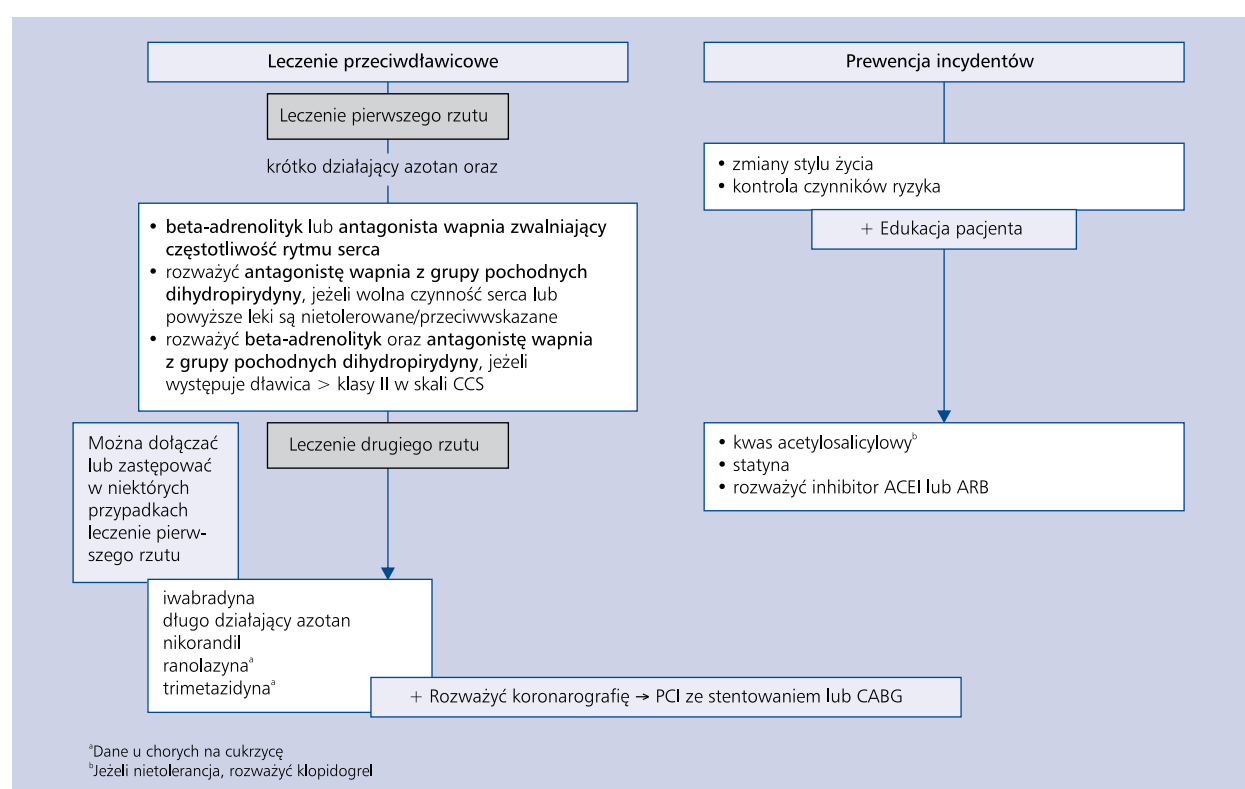 Leczenie przeciwdławicowe
Leczenie pierwszego rzutu
krótko działający azotan oraz
• beta-adrenolityk lub antagonista wapnia zwalniający
częstotliwość rytmu serca
• rozważyć antagonistę wapnia z grupy pochodnych
dihydropirydyny, jeżeli wolna czynność serca lub
powyższe leki są nietolerowane/przeciwwskazane
• rozważyć beta-adrenolityk oraz antagonistę wapnia
z grupy pochodnych dihydropirydyny, jeżeli
występuje dławica > klasy II w skali CCS
Leczenie drugiego rzutu
Można dołączać
lub zastępować
w niektórych
przypadkach
leczenie pierw-
szego rzutu
iwabradyna
długo działający azotan
nikorandil
ranolazynaᵃ
trimetazidynaᵃ
+ Rozważyć koronarografię → PCI ze stentowaniem lub CABG
Prewencja incydentów
• zmiany stylu życia
• kontrola czynników ryzyka
+ Edukacja pacjenta
• kwas acetylosalicylowyᵇ
• statyna
• rozważyć inhibitor ACEI lub ARB
ᵃDane u chorych na cukrzycę
ᵇJeżeli nietolerancja, rozważyć klopidogrel